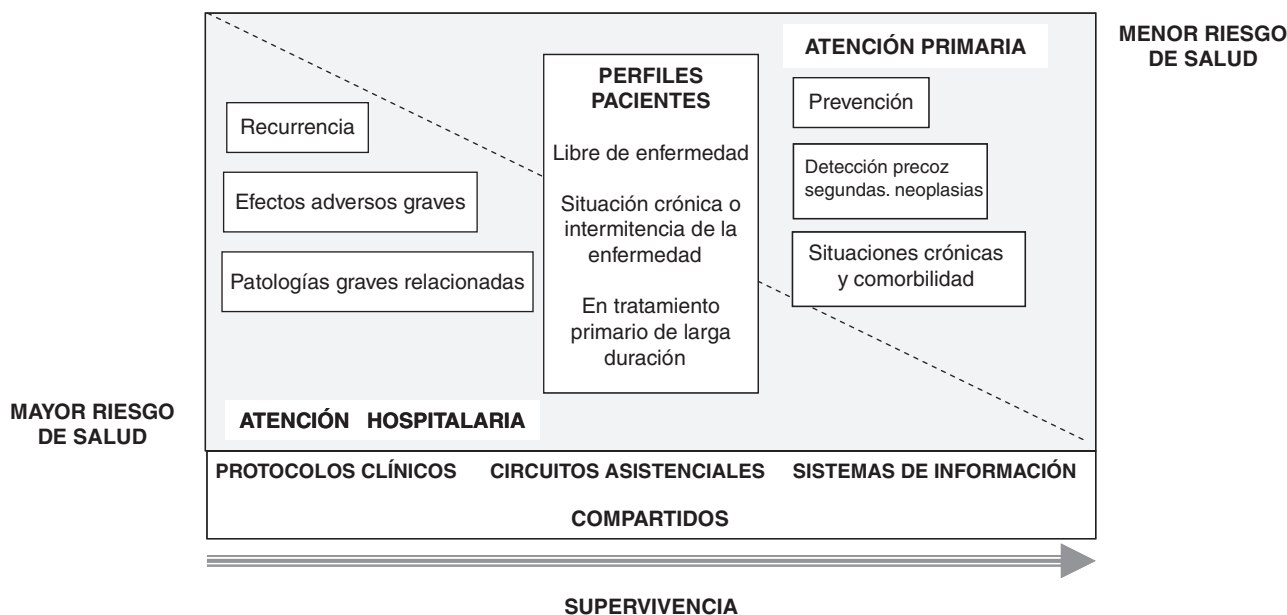 MENOR RIESGO
DE SALUD
ATENCIÓN PRIMARIA
PERFILES
PACIENTES
Libre de enfermedad
Situación crónica o
intermitencia de la
enfermedad
En tratamiento
primario de larga
duración
Recurrencia
Efectos adversos graves
Patologías graves relacionadas
Prevención
Detección precoz
segundas. neoplasias
Situaciones crónicas
y comorbilidad
MAYOR RIESGO
DE SALUD
ATENCIÓN HOSPITALARIA
PROTOCOLOS CLÍNICOS CIRCUITOS ASISTENCIALES SISTEMAS DE INFORMACIÓN
COMPARTIDOS
SUPERVIVENCIA